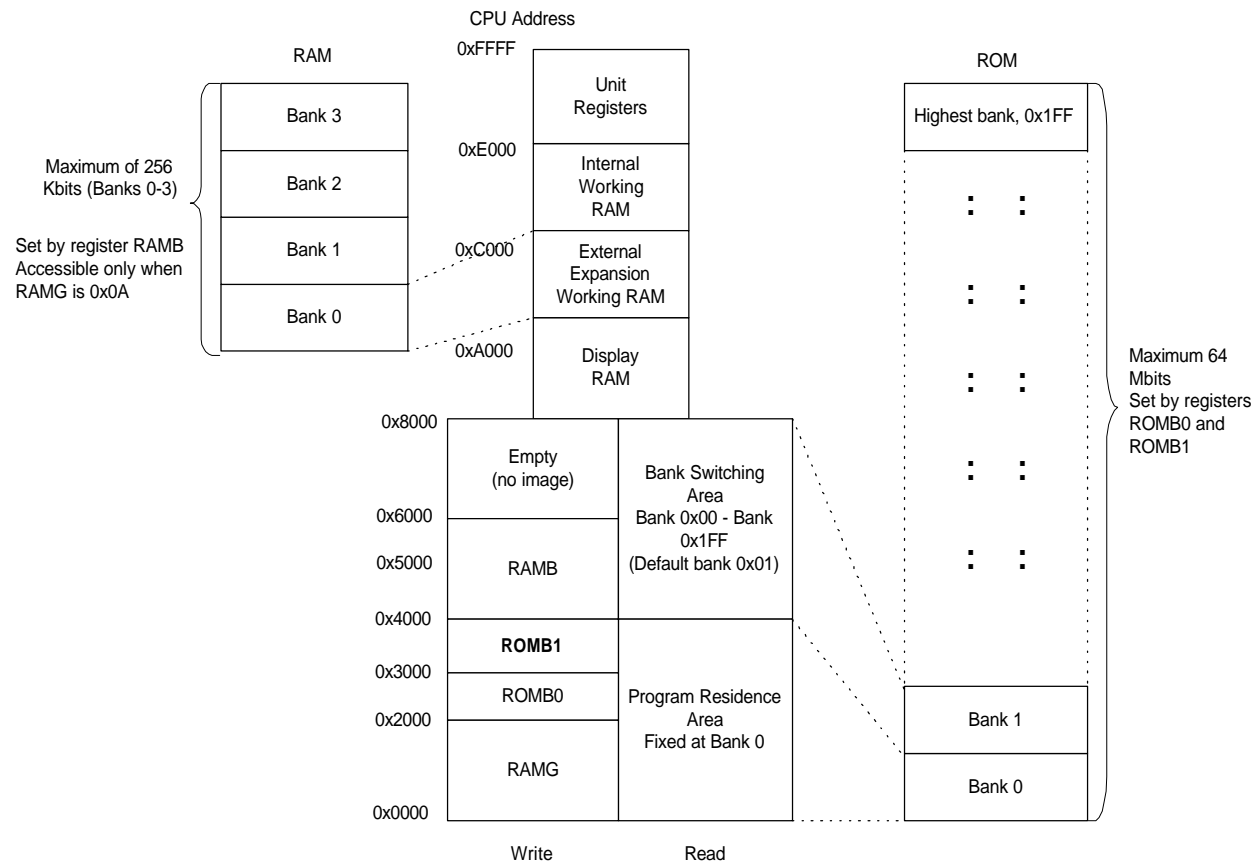 CPU Address
RAM
Bank 3
Bank 2
Bank 1
Bank 0
Maximum of 256
Kbits (Banks 0-3)
Set by register RAMB
Accessible only when
RAMG is 0x0A
0xFFFF
Unit
Registers
0xE000
Internal
Working
RAM
0xC000
External
Expansion
Working RAM
0xA000
Display
RAM
0x8000
Empty
(no image)
0x6000
0x5000
RAMB
0x4000
ROMB1
0x3000
ROMB0
0x2000
RAMG
0x0000
Write
Bank Switching
Area
Bank 0x00 - Bank
0x1FF
(Default bank 0x01)
Program Residence
Area
Fixed at Bank 0
Read
ROM
Highest bank, 0x1FF
: :
: :
: :
: :
: :
Bank 1
Bank 0
Maximum 64
Mbits
Set by registers
ROMB0 and
ROMB1